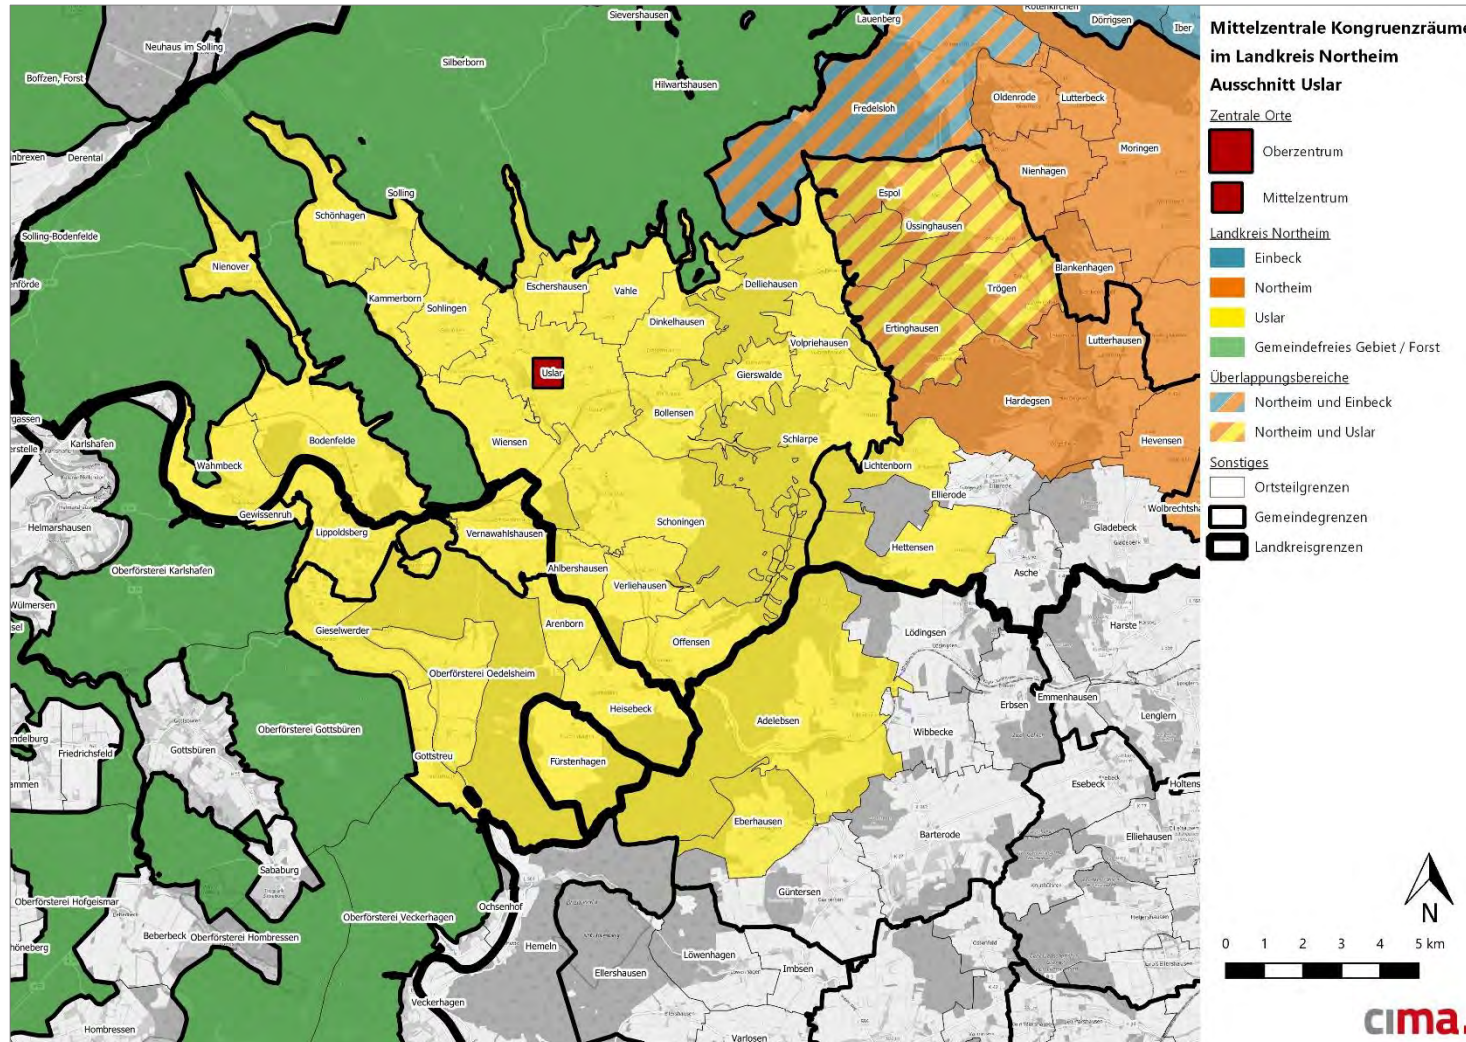 Mittelzentrale Kongruenzräume
im Landkreis Northeim
Ausschnitt Uslar
Zentrale Orte
Oberzentrum
Mittelzentrum
Landkreis Northeim
Einbeck
Northeim
Uslar
Gemeindefreies Gebiet / Forst
Überlappungsbereiche
Northeim und Einbeck
Northeim und Uslar
Sonstiges
Ortsteilgrenzen
Gemeindegrenzen
Landkreisgrenzen
N
0 1 2 3 4 5 km
cima.
Sievershausen
Lauenberg
Dörrigsen
Iber
Neuhaus im Solling
Boffzen, Forst
Silberborn
Hilwartshausen
Fredelsloh
Oldenrode
Lutterbeck
Moringen
Nienhagen
Derental
Solling
Schönhagen
Espol
Üssinghausen
Solling-Bodenfelde
Nienover
Blankenhagen
Trögen
Kammerborn
Sohlingen
Eschershausen
Vahle
Delliehausen
Dinkelhausen
Ertinghausen
Volpriehausen
Lutterhausen
Uslar
Gierswalde
Hardegsen
Bollensen
Wiensen
Schlarpe
Hevensen
Karlshafen
Bodenfelde
Wahmbeck
Lichtenborn
Ellierode
Gewissenruh
Helmarshausen
Lippoldsberg
Vernawahlshausen
Schoningen
Gladebeck
Hettensen
Oberförsterei Karlshafen
Ahlbershausen
Verliehausen
Asche
Wülmersen
Gieselwerder
Arenborn
Offensen
Lödingsen
Harste
Oberförsterei Oedelsheim
Heisebeck
Adelebsen
Erbsen
Emmenhausen
Lenglern
Oberförsterei Gottsbüren
Wibbecke
Gottsbüren
Friedrichsfeld
Gottstreu
Fürstenhagen
Esebeck
Eberhausen
Barterode
Elliehausen
Sababurg
Güntersen
Oberförsterei Hofgeismar
Oberförsterei Veckerhagen
Ochsenhof
Beberbeck
Oberförsterei Hombressen
Hemeln
Löwenhagen
Imbsen
Ellershausen
Veckerhagen
Hombressen
Varlosen